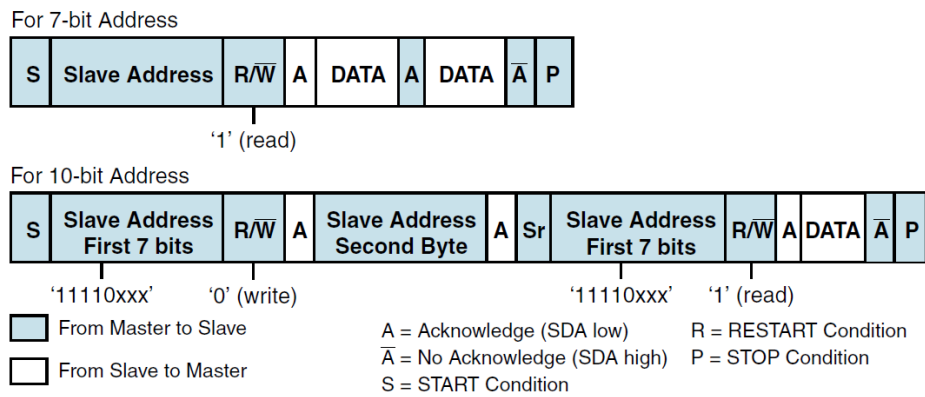 For 7-bit Address
S Slave Address R/W̅ A DATA A DATA A̅ P
‘1’ (read)
For 10-bit Address
S Slave Address First 7 bits R/W̅ A Slave Address Second Byte A Sr Slave Address First 7 bits R/W̅ A DATA A̅ P
‘11110xxx’ ‘0’ (write) ‘11110xxx’ ‘1’ (read)
From Master to Slave
From Slave to Master
A = Acknowledge (SDA low)
A̅ = No Acknowledge (SDA high)
S = START Condition
R = RESTART Condition
P = STOP Condition